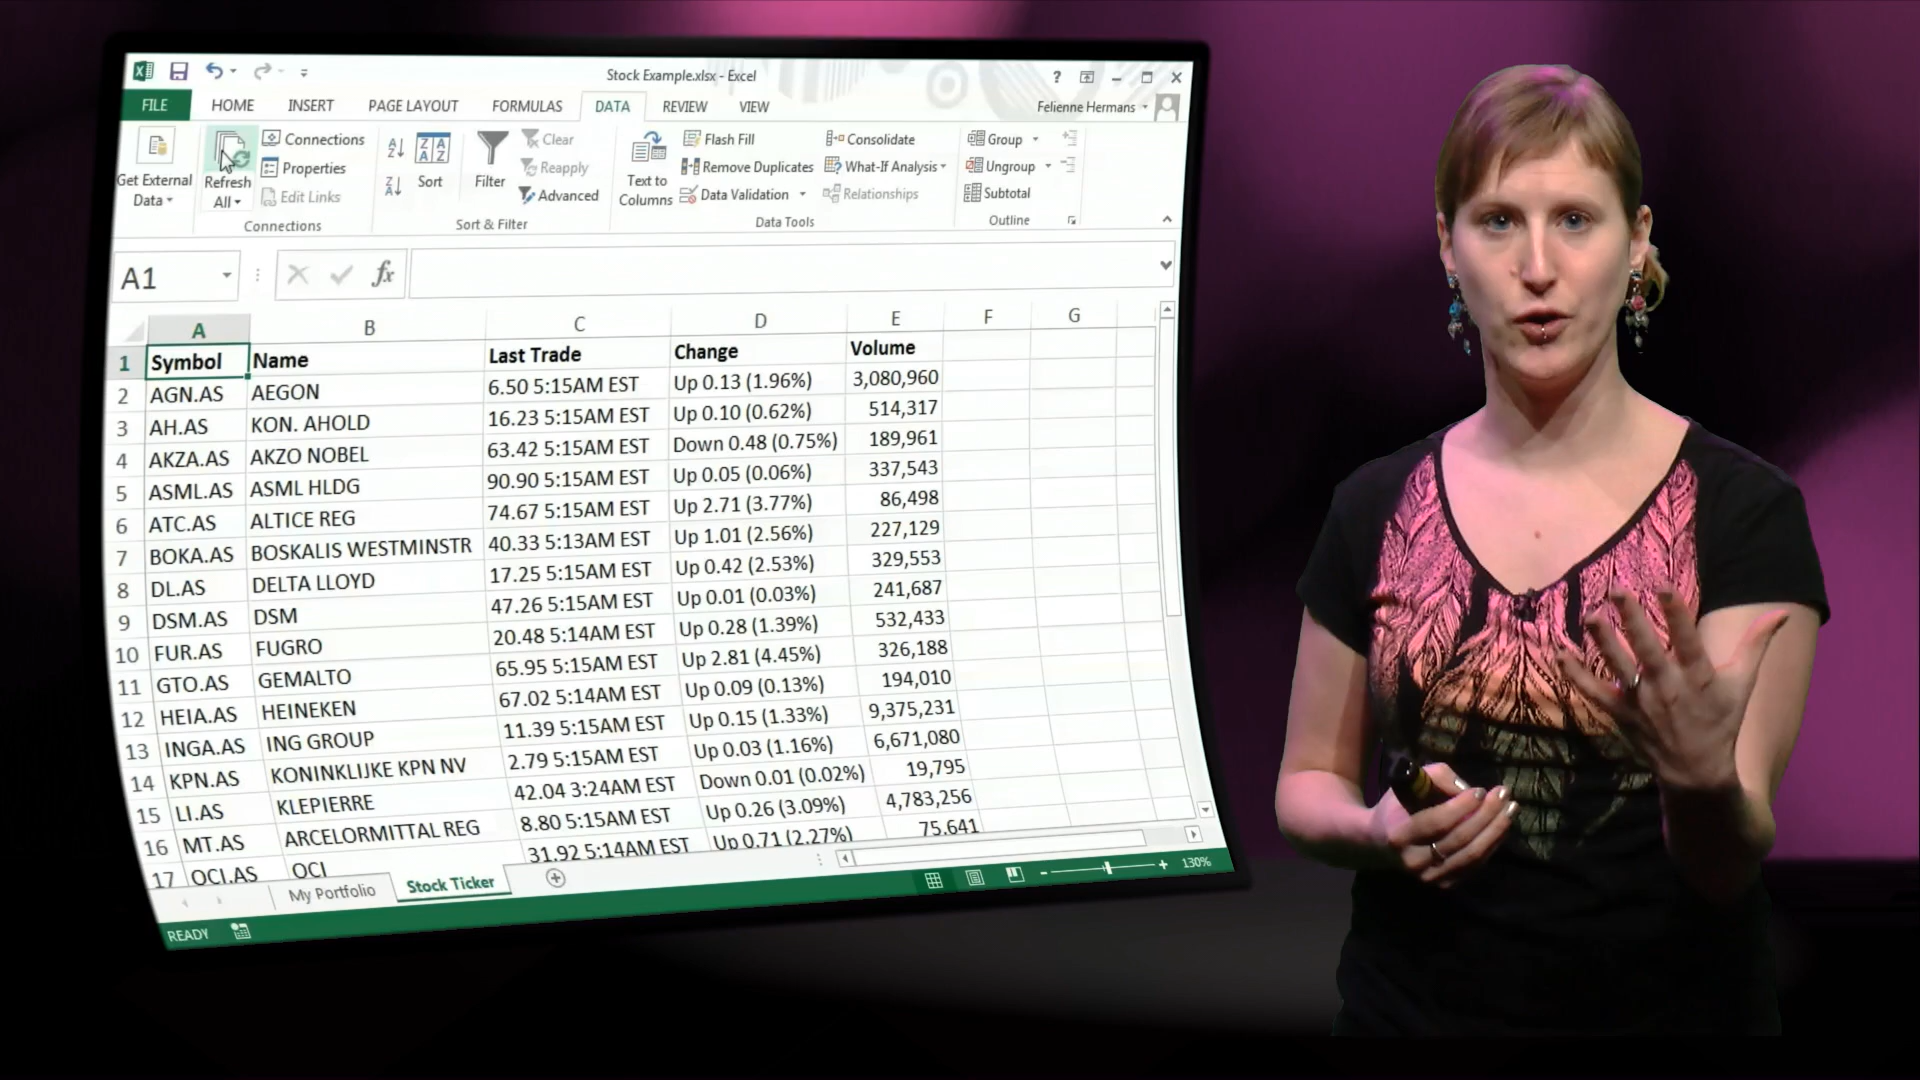 Stock Example.xlsx - Excel
?
FILE HOME INSERT PAGE LAYOUT FORMULAS DATA REVIEW VIEW Felienne Hermans
Get External Data
Refresh All
Connections
Properties
Edit Links
Connections
Sort
Filter
Clear
Reapply
Advanced
Sort & Filter
Text to Columns
Flash Fill
Remove Duplicates
Data Validation
Consolidate
What-If Analysis
Relationships
Data Tools
Group
Ungroup
Subtotal
Outline
A1 fx
A B C D E F G
1 Symbol Name Last Trade Change Volume
2 AGN.AS AEGON 6.50 5:15AM EST Up 0.13 (1.96%) 3,080,960
3 AH.AS KON. AHOLD 16.23 5:15AM EST Up 0.10 (0.62%) 514,317
4 AKZA.AS AKZO NOBEL 63.42 5:15AM EST Down 0.48 (0.75%) 189,961
5 ASML.AS ASML HLDG 90.90 5:15AM EST Up 0.05 (0.06%) 337,543
6 ATC.AS ALTICE REG 74.67 5:15AM EST Up 2.71 (3.77%) 86,498
7 BOKA.AS BOSKALIS WESTMINSTR 40.33 5:13AM EST Up 1.01 (2.56%) 227,129
8 DL.AS DELTA LLOYD 17.25 5:15AM EST Up 0.42 (2.53%) 329,553
9 DSM.AS DSM 47.26 5:15AM EST Up 0.01 (0.03%) 241,687
10 FUR.AS FUGRO 20.48 5:14AM EST Up 0.28 (1.39%) 532,433
11 GTO.AS GEMALTO 65.95 5:15AM EST Up 2.81 (4.45%) 326,188
12 HEIA.AS HEINEKEN 67.02 5:14AM EST Up 0.09 (0.13%) 194,010
13 INGA.AS ING GROUP 11.39 5:15AM EST Up 0.15 (1.33%) 9,375,231
14 KPN.AS KONINKLIJKE KPN NV 2.79 5:15AM EST Up 0.03 (1.16%) 6,671,080
15 LI.AS KLEPIERRE 42.04 3:24AM EST Down 0.01 (0.02%) 19,795
16 MT.AS ARCELORMITTAL REG 8.80 5:15AM EST Up 0.26 (3.09%) 4,783,256
17 OCI.AS OCI 31.92 5:14AM EST Up 0.71 (2.27%) 75,641
My Portfolio Stock Ticker
READY 130%